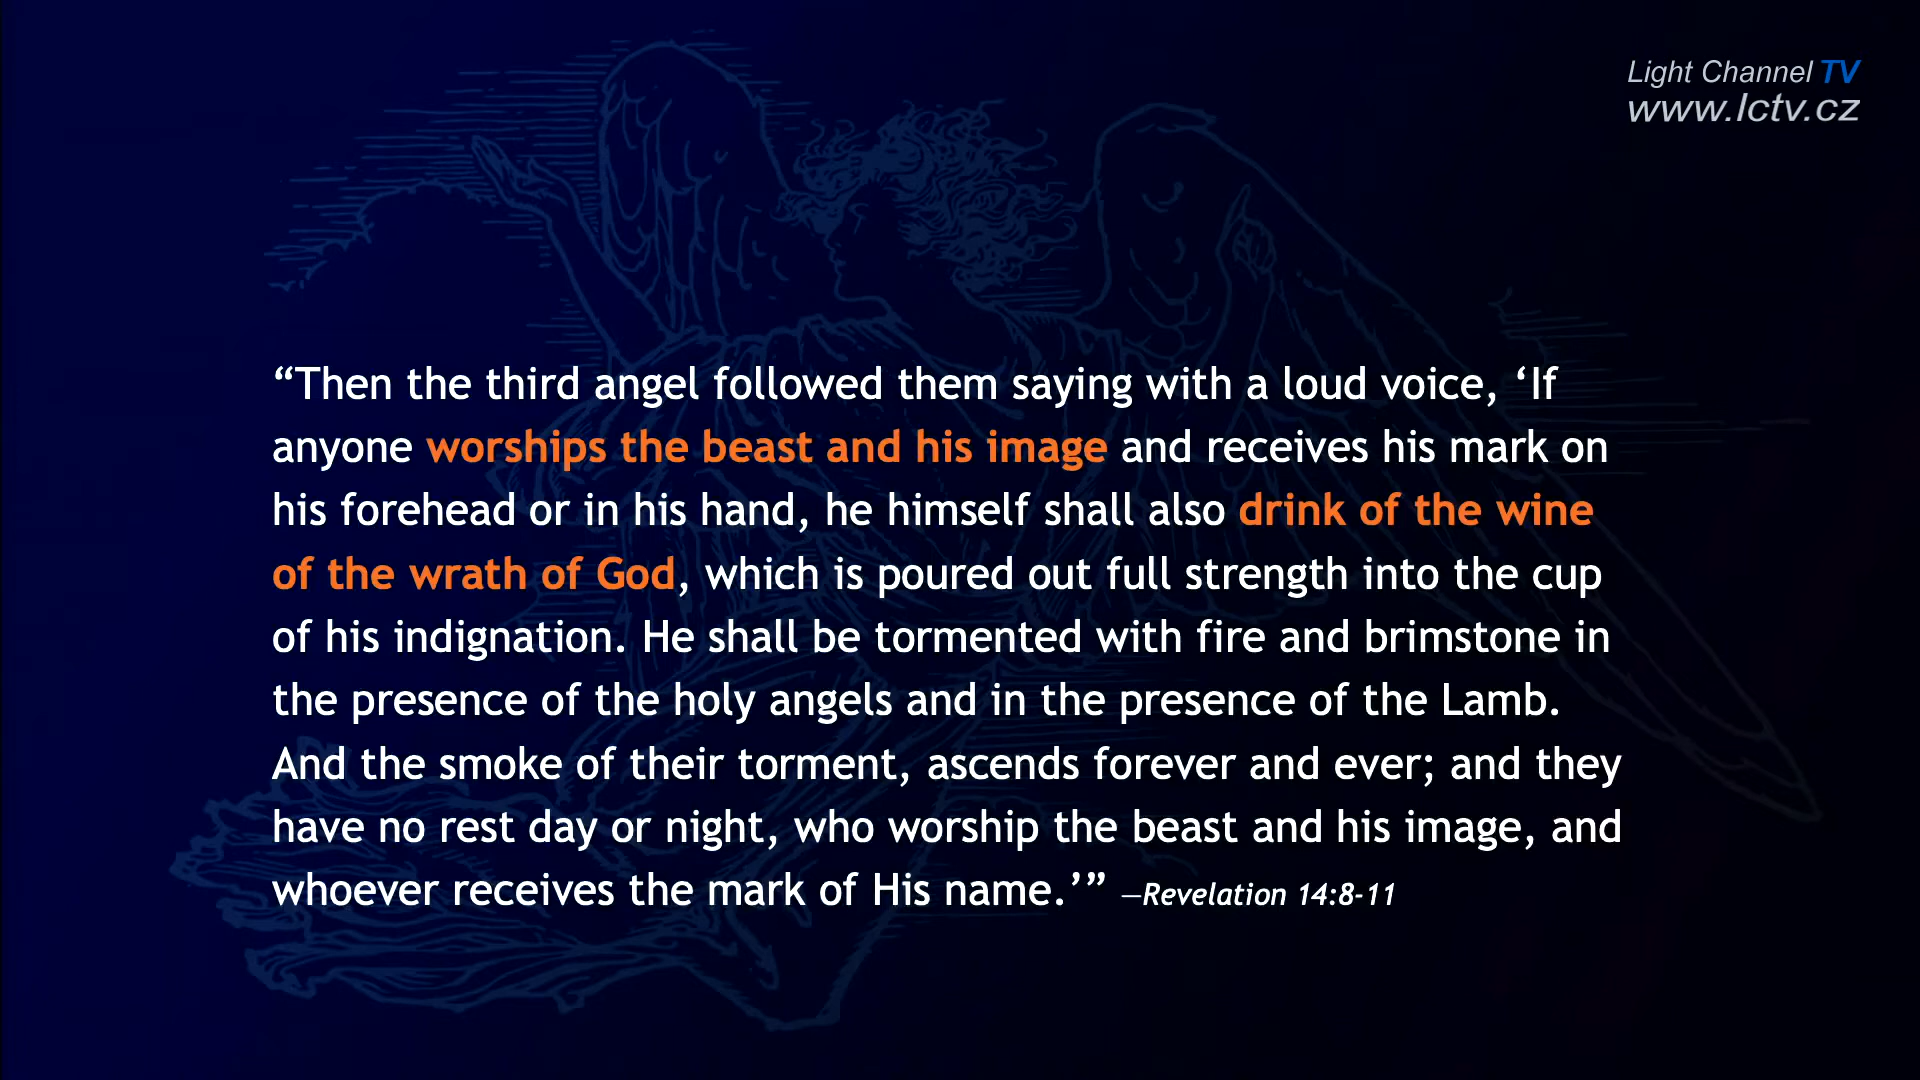 Light Channel TV
www.lctv.cz
“Then the third angel followed them saying with a loud voice, ‘If
anyone worships the beast and his image and receives his mark on
his forehead or in his hand, he himself shall also drink of the wine
of the wrath of God, which is poured out full strength into the cup
of his indignation. He shall be tormented with fire and brimstone in
the presence of the holy angels and in the presence of the Lamb.
And the smoke of their torment, ascends forever and ever; and they
have no rest day or night, who worship the beast and his image, and
whoever receives the mark of His name.’” —Revelation 14:8-11